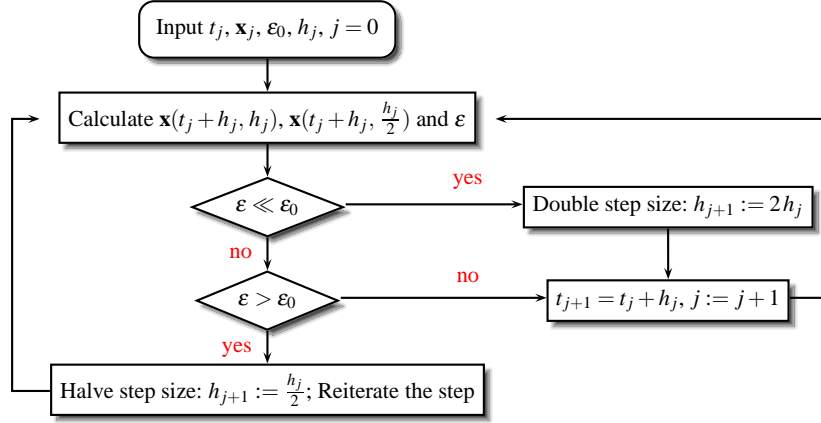 Input t_j, x_j, ε_0, h_j, j = 0
Calculate x(t_j + h_j, h_j), x(t_j + h_j, h_j/2) and ε
ε ≪ ε_0
yes
Double step size: h_{j+1} := 2 h_j
no
ε > ε_0
no
t_{j+1} = t_j + h_j, j := j + 1
yes
Halve step size: h_{j+1} := h_j/2; Reiterate the step